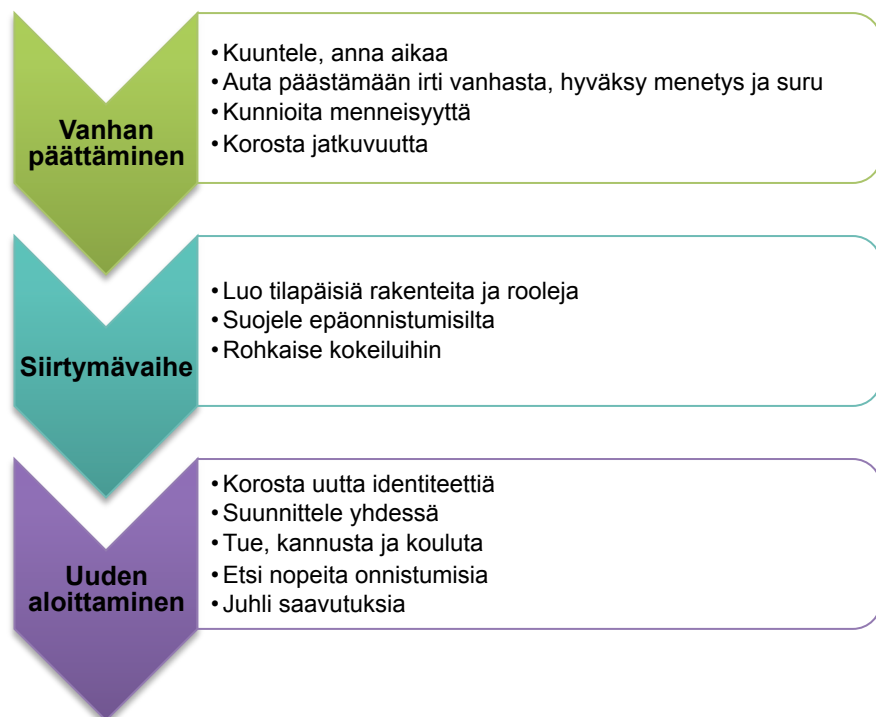 Vanhan
päättäminen
• Kuuntele, anna aikaa
• Auta päästämään irti vanhasta, hyväksy menetys ja suru
• Kunnioita menneisyyttä
• Korosta jatkuvuutta
Siirtymävaihe
• Luo tilapäisiä rakenteita ja rooleja
• Suojele epäonnistumisilta
• Rohkaise kokeiluihin
Uuden
aloittaminen
• Korosta uutta identiteettiä
• Suunnittele yhdessä
• Tue, kannusta ja kouluta
• Etsi nopeita onnistumisia
• Juhli saavutuksia